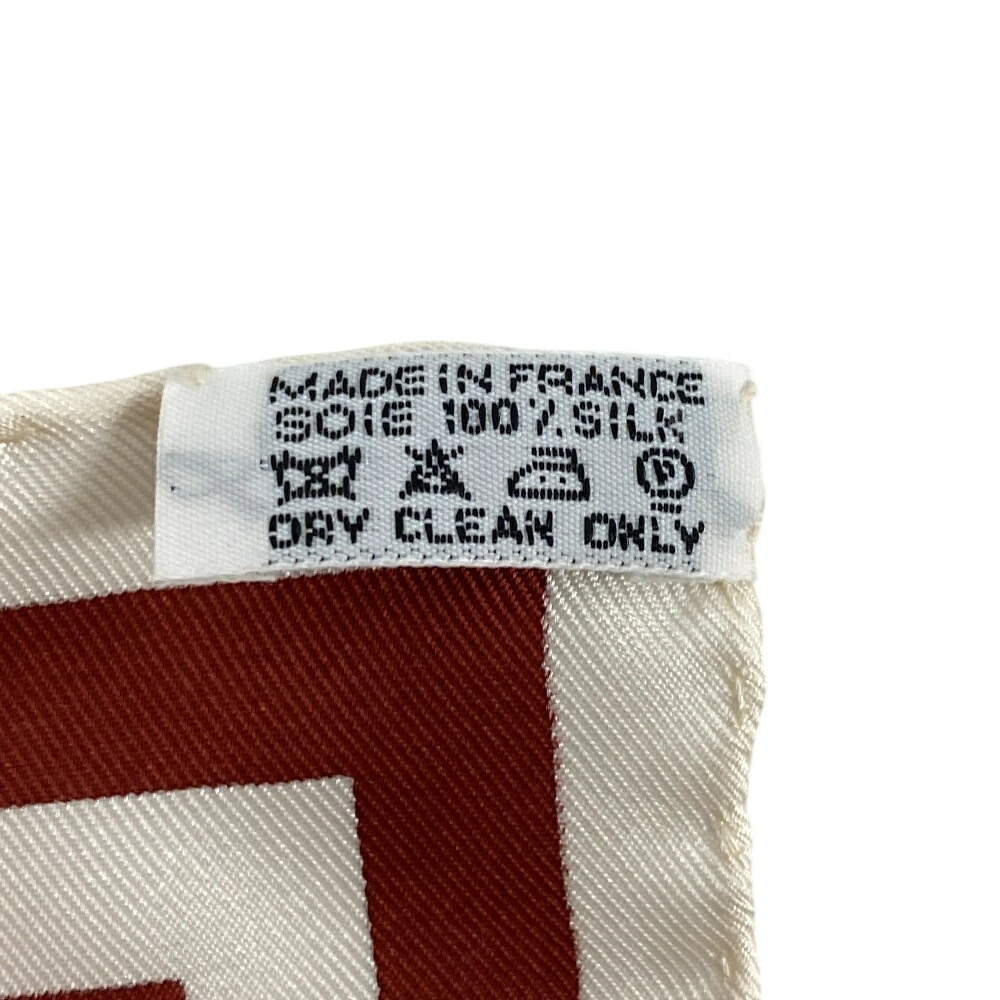 MADE IN FRANCE
SOIE 100% SILK
P
DRY CLEAN ONLY